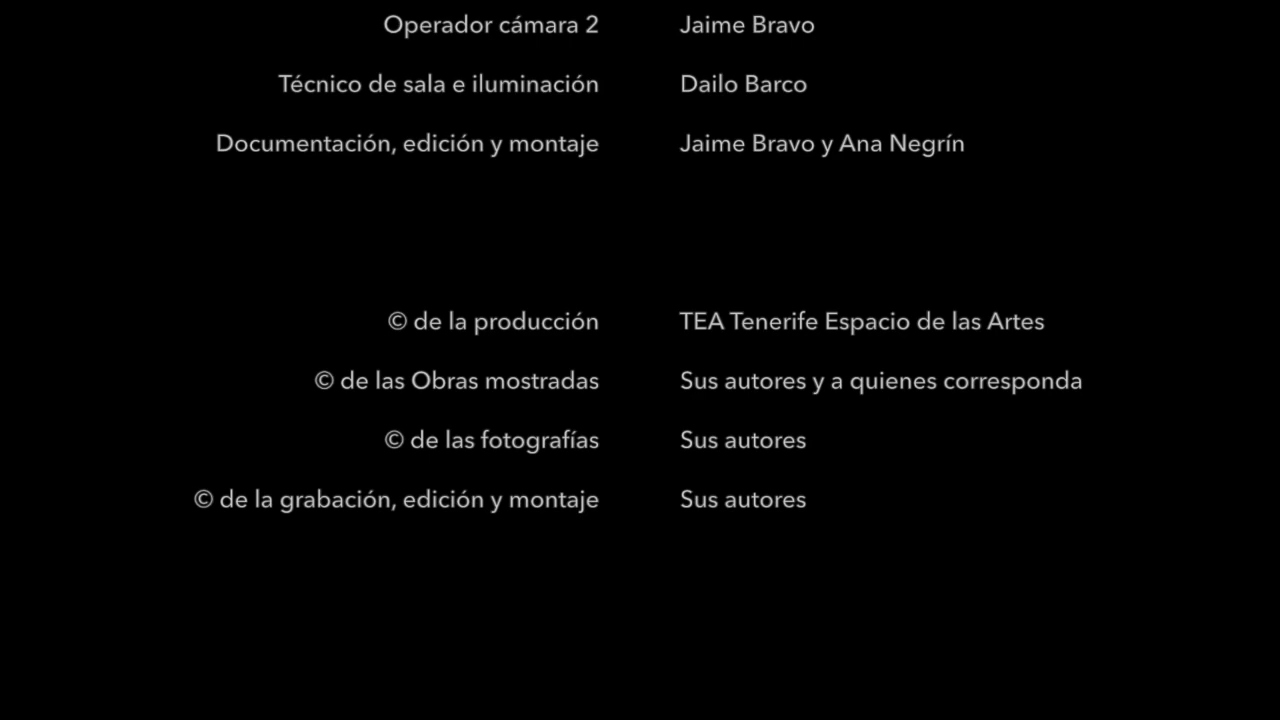 Operador cámara 2 Jaime Bravo
Técnico de sala e iluminación Dailo Barco
Documentación, edición y montaje Jaime Bravo y Ana Negrín
© de la producción TEA Tenerife Espacio de las Artes
© de las Obras mostradas Sus autores y a quienes corresponda
© de las fotografías Sus autores
© de la grabación, edición y montaje Sus autores